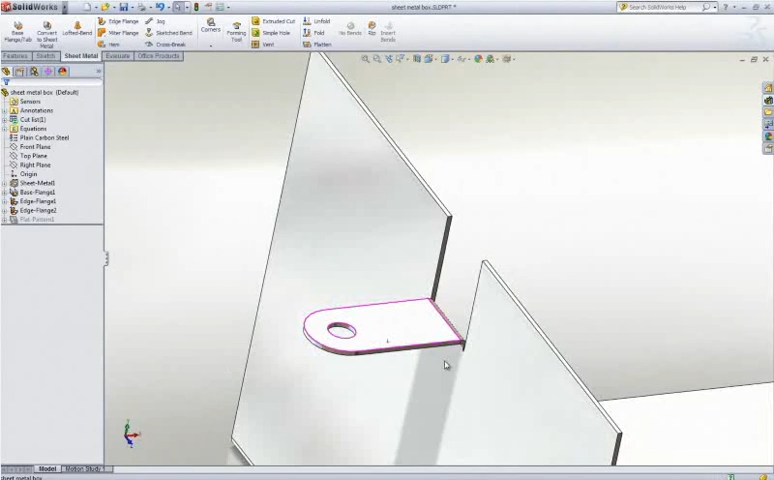 SolidWorks
sheet metal box.SLDPRT *
Search SolidWorks Help
Base Flange/Tab
Convert to Sheet Metal
Lofted-Bend
Edge Flange
Miter Flange
Hem
Jog
Sketched Bend
Cross-Break
Corners
Forming Tool
Extruded Cut
Simple Hole
Vent
Unfold
Fold
Flatten
No Bends
Rip
Insert Bends
Features
Sketch
Sheet Metal
Evaluate
Office Products
sheet metal box (Default)
Sensors
Annotations
Cut list(1)
Equations
Plain Carbon Steel
Front Plane
Top Plane
Right Plane
Origin
Sheet-Metal1
Base-Flange1
Edge-Flange1
Edge-Flange2
Flat-Pattern1
Model
Motion Study 1
sheet metal box